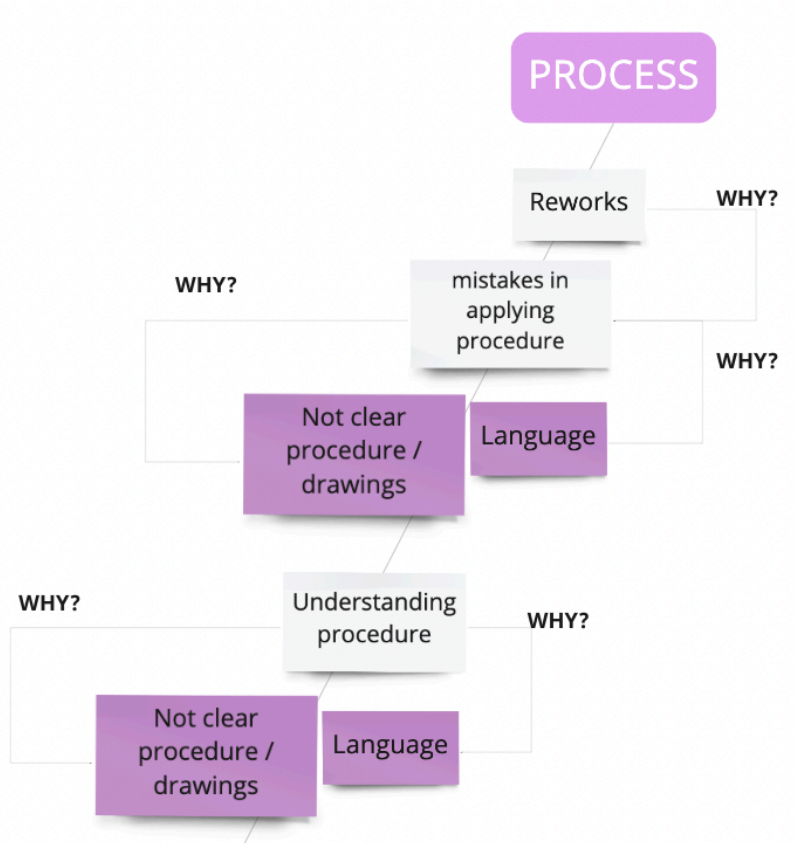 PROCESS
Reworks
WHY?
mistakes in
applying
procedure
WHY?
WHY?
Not clear
procedure /
drawings
Language
Understanding
procedure
WHY?
WHY?
Not clear
procedure /
drawings
Language